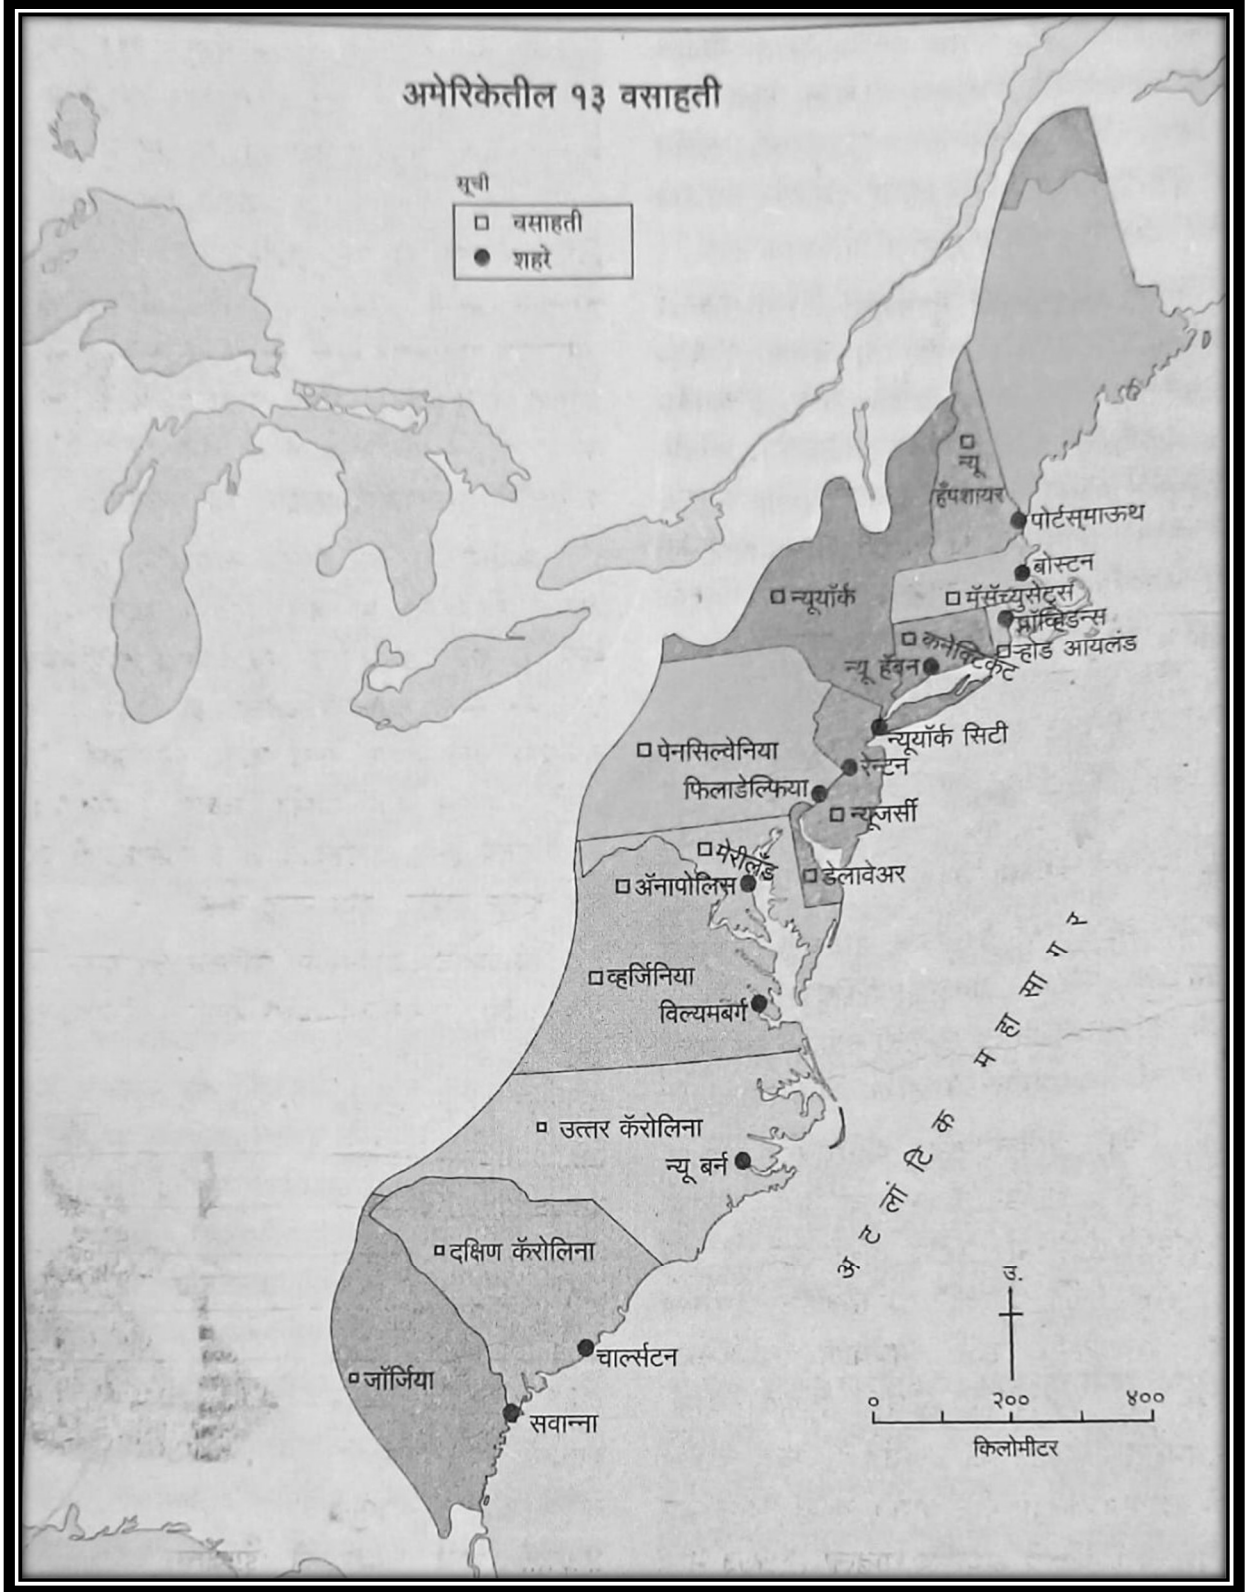 अमेरिकेतील १३ वसाहती
सूची
वसाहती
शहरे
न्यू
हँपशायर
पोर्टस्‌माऊथ
बोस्टन
न्यूयॉर्क
मॅसॅच्युसेट्स
प्रॉव्हिडन्स
कनेक्टिकट
ऱ्होड आयलंड
न्यू हॅवन
न्यूयॉर्क सिटी
पेनसिल्वेनिया
रेन्टन
फिलाडेल्फिया
न्यूजर्सी
मेरीलँड
डेलावेअर
ॲनापोलिस
व्हर्जिनिया
विल्यमबर्ग
अटलांटिक महासागर
उत्तर कॅरोलिना
न्यू बर्न
दक्षिण कॅरोलिना
उ.
चार्ल्सटन
जॉर्जिया
० २०० ४००
सवान्ना
किलोमीटर